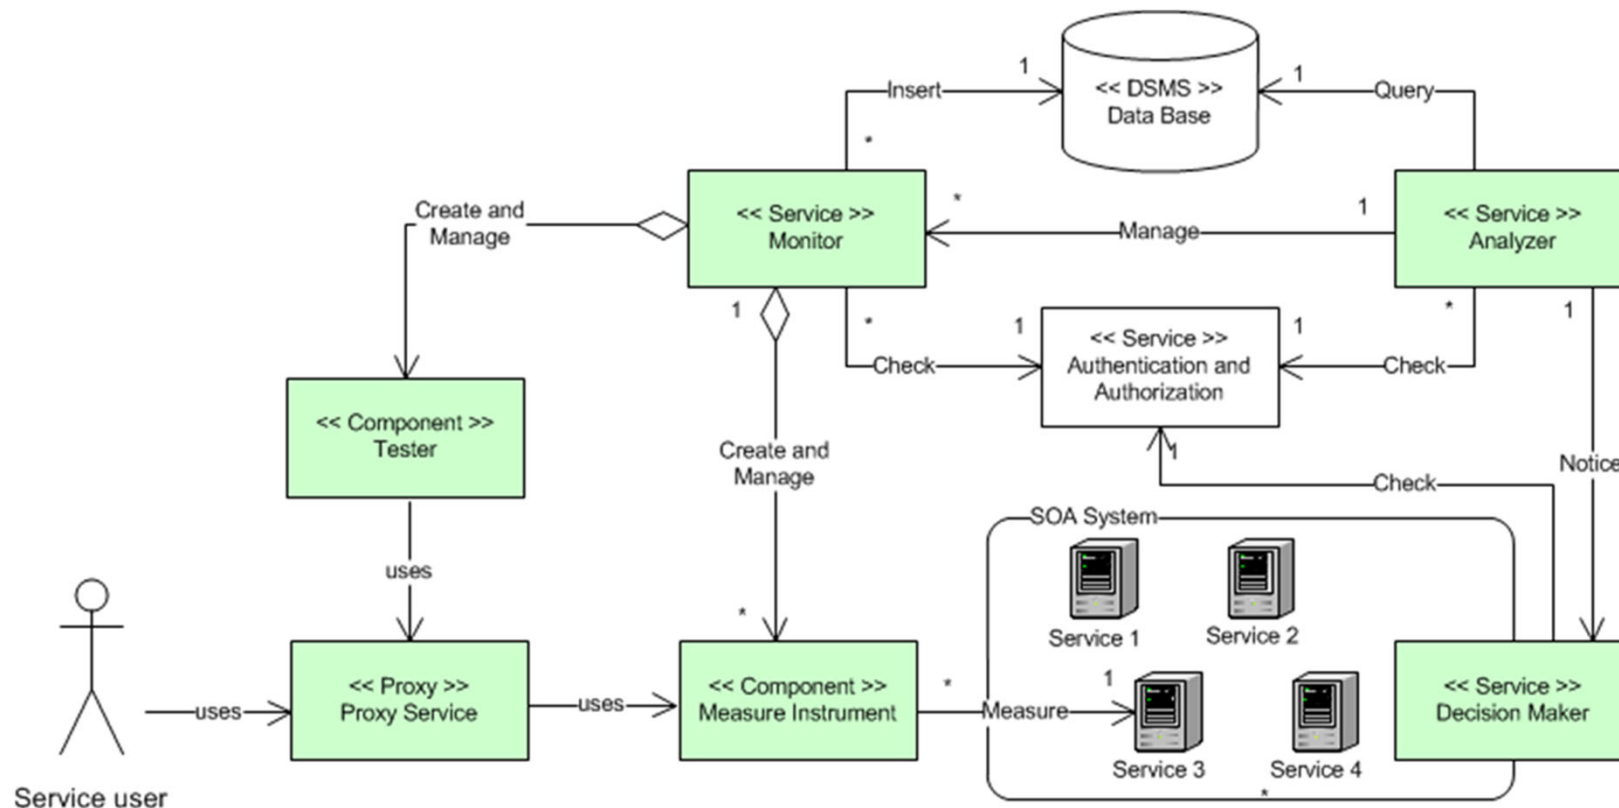 1
1
Insert
<< DSMS >>
Data Base
Query
*
Create and
Manage
<< Service >>
Monitor
*
1
Manage
<< Service >>
Analyzer
1
*
1
1
*
1
<< Service >>
Authentication and
Authorization
Check
Check
<< Component >>
Tester
Create and
Manage
1
Notice
Check
SOA System
uses
*
Service 1
Service 2
<< Proxy >>
Proxy Service
<< Component >>
Measure Instrument
*
1
<< Service >>
Decision Maker
uses
uses
Measure
Service 3
Service 4
*
Service user